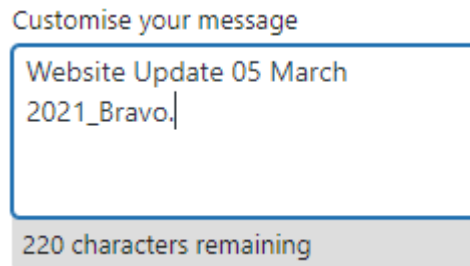 Customise your message
Website Update 05 March
2021_Bravo.
220 characters remaining